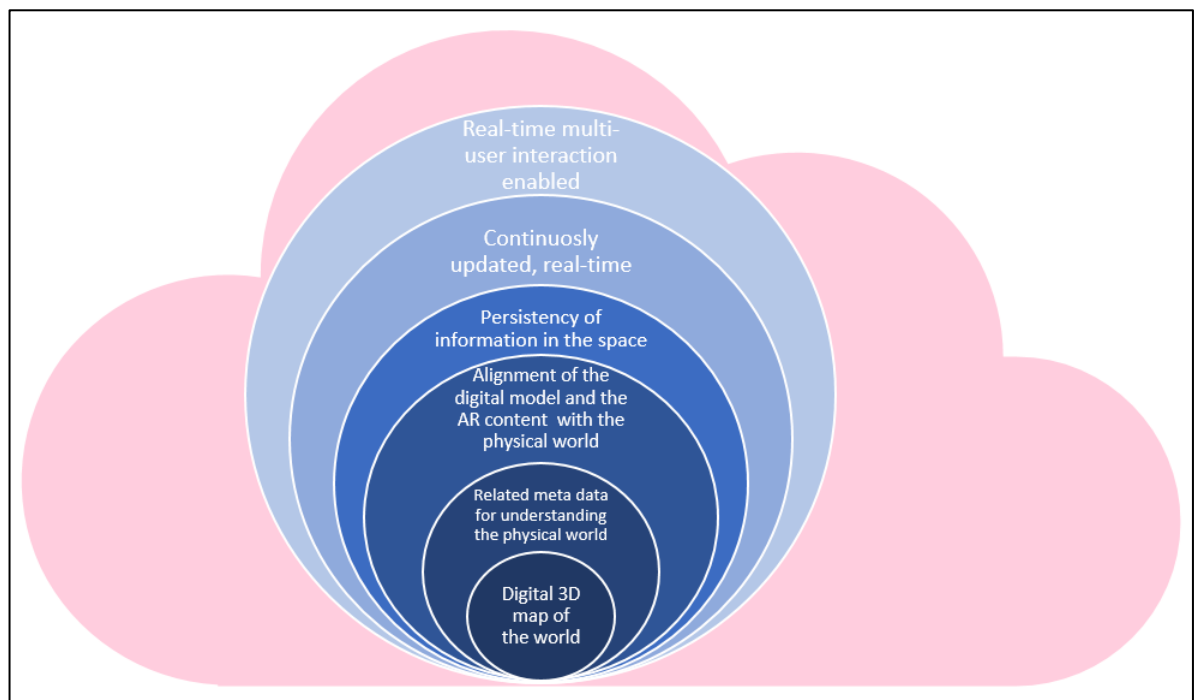 Real-time multi-
user interaction
enabled
Continuosly
updated, real-time
Persistency of
information in the space
Alignment of the
digital model and the
AR content with the
physical world
Related meta data
for understanding
the physical world
Digital 3D
map of
the world